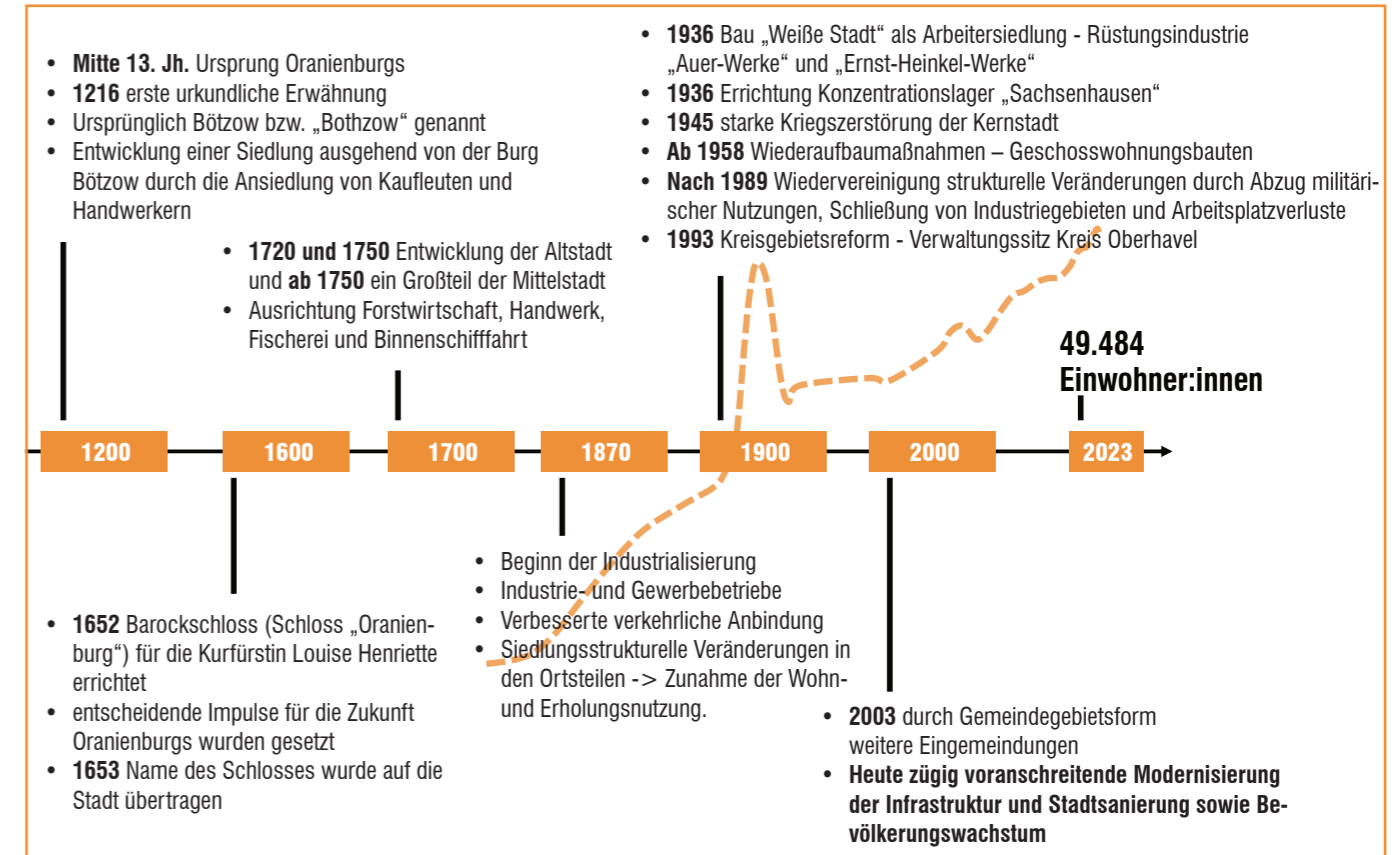 • Mitte 13. Jh. Ursprung Oranienburgs
• 1216 erste urkundliche Erwähnung
• Ursprünglich Bötzow bzw. „Bothzow“ genannt
• Entwicklung einer Siedlung ausgehend von der Burg
Bötzow durch die Ansiedlung von Kaufleuten und
Handwerkern
• 1720 und 1750 Entwicklung der Altstadt
und ab 1750 ein Großteil der Mittelstadt
• Ausrichtung Forstwirtschaft, Handwerk,
Fischerei und Binnenschifffahrt
• 1936 Bau „Weiße Stadt“ als Arbeitersiedlung - Rüstungsindustrie
„Auer-Werke“ und „Ernst-Heinkel-Werke“
• 1936 Errichtung Konzentrationslager „Sachsenhausen“
• 1945 starke Kriegszerstörung der Kernstadt
• Ab 1958 Wiederaufbaumaßnahmen – Geschosswohnungsbauten
• Nach 1989 Wiedervereinigung strukturelle Veränderungen durch Abzug militäri-
scher Nutzungen, Schließung von Industriegebieten und Arbeitsplatzverluste
• 1993 Kreisgebietsreform - Verwaltungssitz Kreis Oberhavel
49.484
Einwohner:innen
1200
1600
1700
1870
1900
2000
2023
• 1652 Barockschloss (Schloss „Oranien-
burg“) für die Kurfürstin Louise Henriette
errichtet
• entscheidende Impulse für die Zukunft
Oranienburgs wurden gesetzt
• 1653 Name des Schlosses wurde auf die
Stadt übertragen
• Beginn der Industrialisierung
• Industrie- und Gewerbebetriebe
• Verbesserte verkehrliche Anbindung
• Siedlungsstrukturelle Veränderungen in
den Ortsteilen -> Zunahme der Wohn-
und Erholungsnutzung.
• 2003 durch Gemeindegebietsform
weitere Eingemeindungen
• Heute zügig voranschreitende Modernisierung
der Infrastruktur und Stadtsanierung sowie Be-
völkerungswachstum